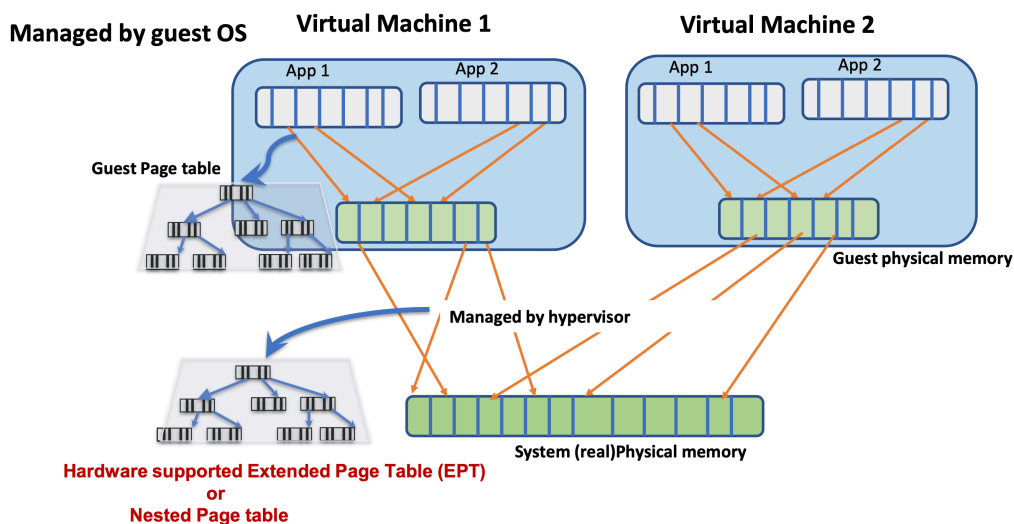 Managed by guest OS
Virtual Machine 1
Virtual Machine 2
App 1
App 2
App 1
App 2
Guest Page table
Guest physical memory
Managed by hypervisor
System (real)Physical memory
Hardware supported Extended Page Table (EPT)
or
Nested Page table